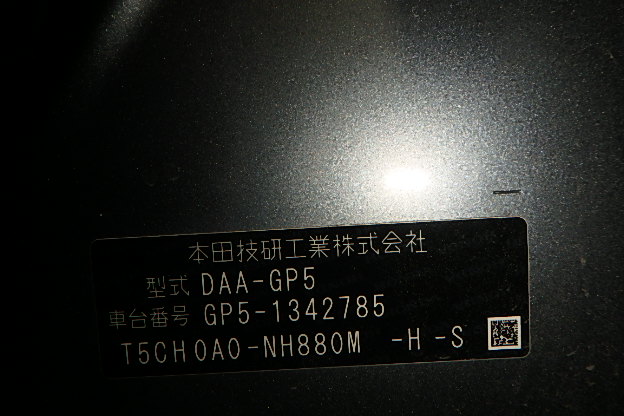 本田技研工業株式会社
型式 DAA-GP5
車台番号 GP5-1342785
T5CH0A0-NH880M -H -S